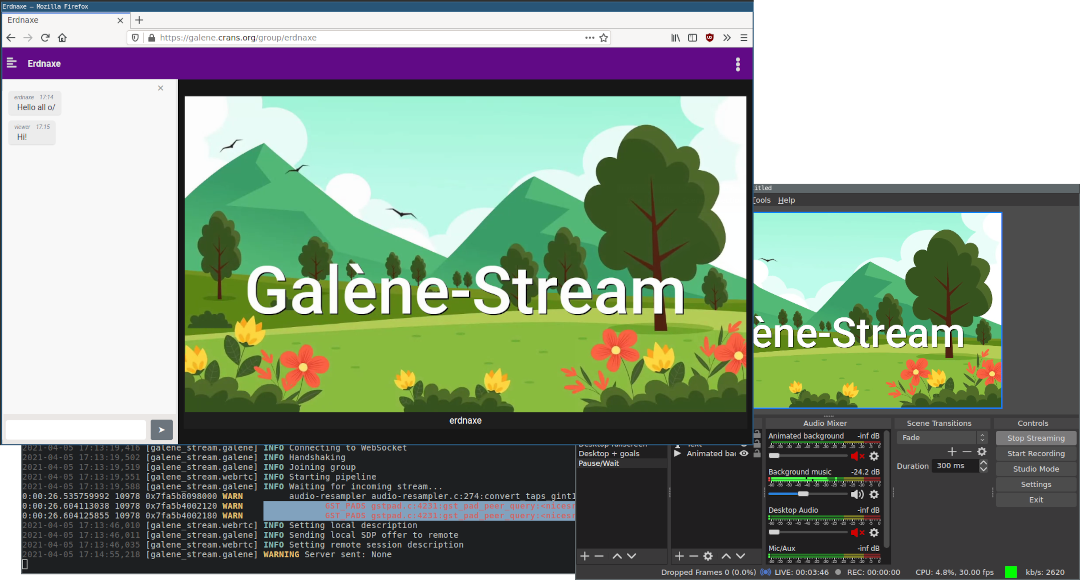 Erdnaxe — Mozilla Firefox
Erdnaxe
https://galene.crans.org/group/erdnaxe
Erdnaxe
erdnaxe 17:14
Hello all o/
viewer 17:15
Hi!
Galène-Stream
erdnaxe
itled
Tools Help
ène-Stream
2021-04-05 17:13:19,416 [galene_stream.galene] INFO Connecting to WebSocket
2021-04-05 17:13:19,502 [galene_stream.galene] INFO Handshaking
2021-04-05 17:13:19,519 [galene_stream.galene] INFO Joining group
2021-04-05 17:13:19,551 [galene_stream.webrtc] INFO Starting pipeline
2021-04-05 17:13:19,588 [galene_stream.galene] INFO Waiting for incoming stream...
0:00:26.535759992 10978 0x7fa5b8098000 WARN audio-resampler audio-resampler.c:274:convert_taps_gint1
0:00:26.604113038 10978 0x7fa5b4002120 WARN GST_PADS gstpad.c:4231:gst_pad_peer_query:<nicesr
0:00:26.604125855 10978 0x7fa5b4002180 WARN GST_PADS gstpad.c:4231:gst_pad_peer_query:<nicesr
2021-04-05 17:13:46,010 [galene_stream.webrtc] INFO Setting local description
2021-04-05 17:13:46,011 [galene_stream.galene] INFO Sending local SDP offer to remote
2021-04-05 17:13:46,035 [galene_stream.webrtc] INFO Setting remote session description
2021-04-05 17:14:55,218 [galene_stream.galene] WARNING Server sent: None
Desktop + goals
Pause/Wait
Text
Animated bac
Audio Mixer
Animated background -inf dB
Background music -24.2 dB
Desktop Audio -inf dB
Mic/Aux -inf dB
Scene Transitions
Fade
Duration 300 ms
Controls
Stop Streaming
Start Recording
Studio Mode
Settings
Exit
Dropped Frames 0 (0.0%) LIVE: 00:03:46 REC: 00:00:00 CPU: 4.8%, 30.00 fps kb/s: 2620